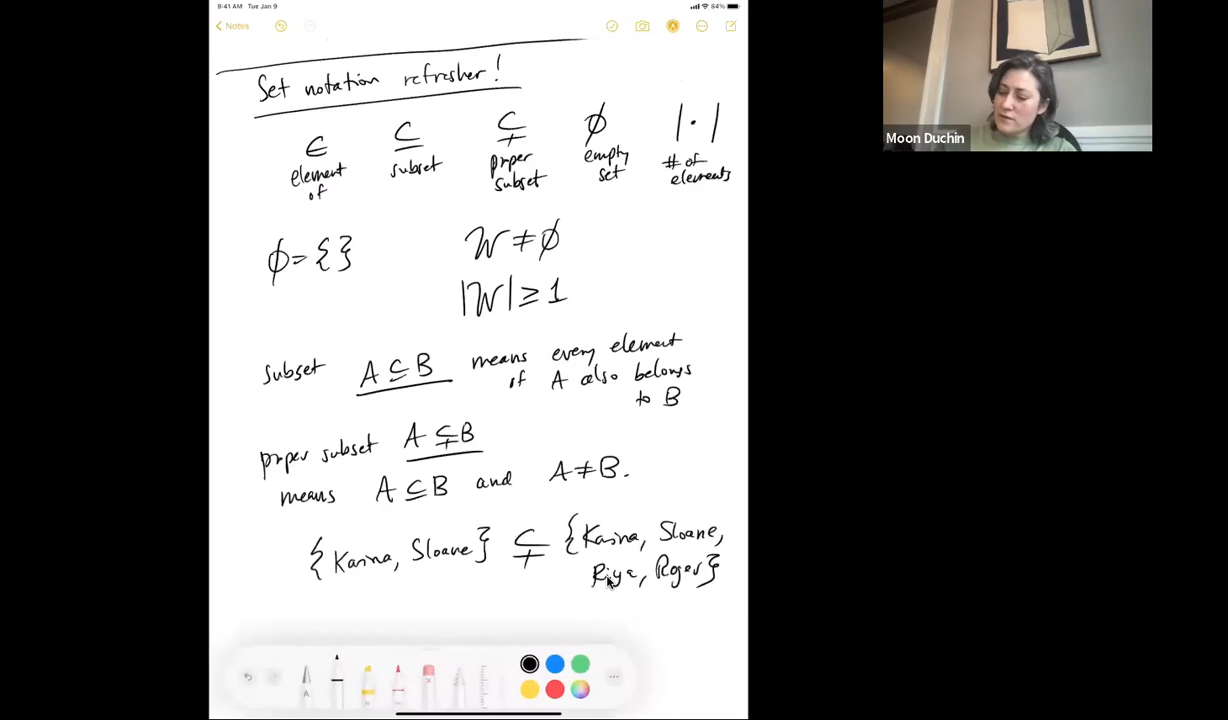 9:41 AM Tue Jan 9
84%
Notes
Moon Duchin
Set notation refresher!
∈ ⊆ ⊊ ∅ |·|
element of
subset
proper subset
empty set
# of elements
∅ = { }
W ≠ ∅
|W| ≥ 1
subset A ⊆ B means every element
of A also belongs
to B
proper subset A ⊊ B
means A ⊆ B and A ≠ B.
{Karina, Sloane} ⊊ {Karina, Sloane,
Riya, Roger}